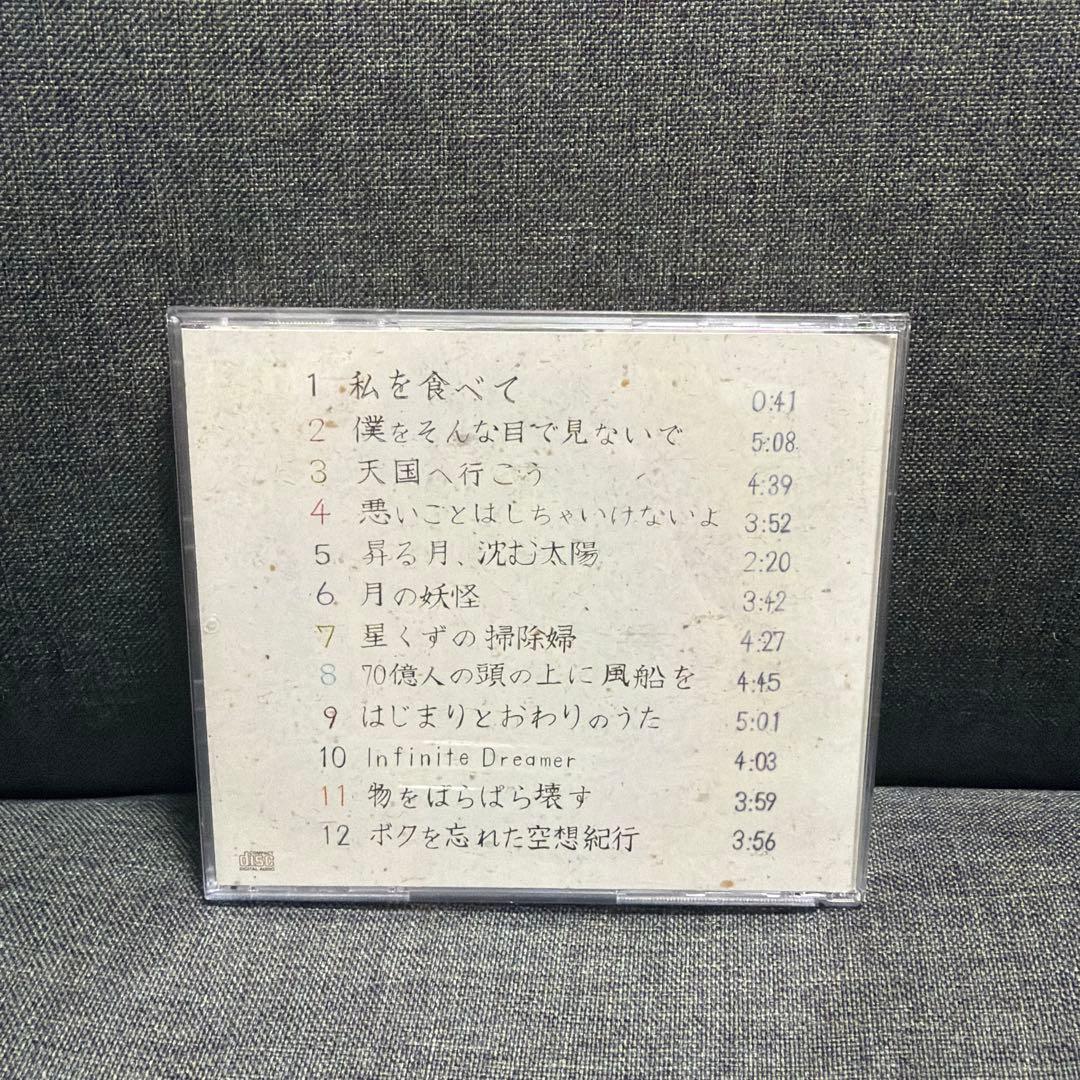 1 私を食べて 0:41
2 僕をそんな目で見ないで 5:08
3 天国へ行こう 4:39
4 悪いことはしちゃいけないよ 3:52
5 昇る月、沈む太陽 2:20
6 月の妖怪 3:42
7 星くずの掃除婦 4:27
8 70億人の頭の上に風船を 4:45
9 はじまりとおわりのうた 5:01
10 Infinite Dreamer 4:03
11 物をばらばら壊す 3:59
12 ボクを忘れた空想紀行 3:56
disc
DIGITAL AUDIO